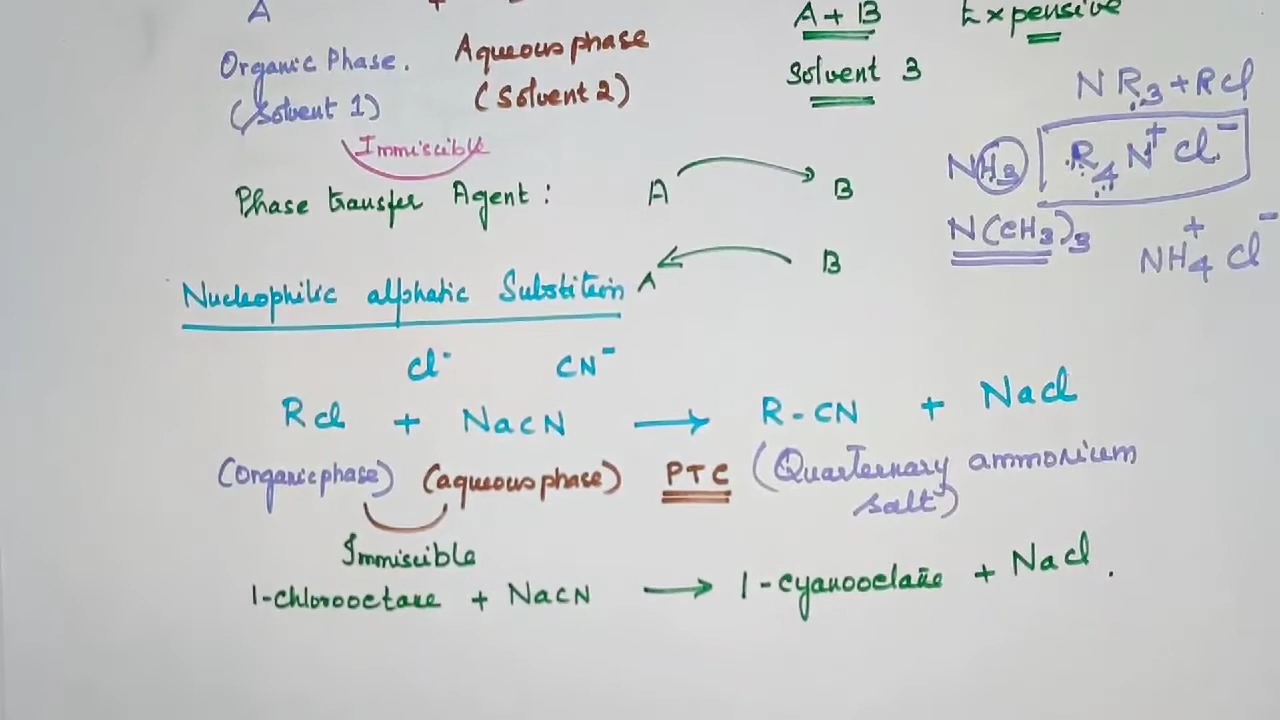 A +
A + B Expensive
Organic Phase. Aqueous phase
Solvent 3
(Solvent 1) (Solvent 2)
NR3 + RCl
Immiscible
NH3 R4N+ Cl-
Phase transfer Agent : A B
N(CH3)3 NH4+ Cl-
A B
Nucleophilic aliphatic Substitution
Cl- CN-
RCl + NaCN → R-CN + NaCl
(Organic phase) (aqueous phase) PTC (Quarternary ammonium salt)
Immiscible
1-chlorooctane + NaCN → 1-cyanooctane + NaCl .